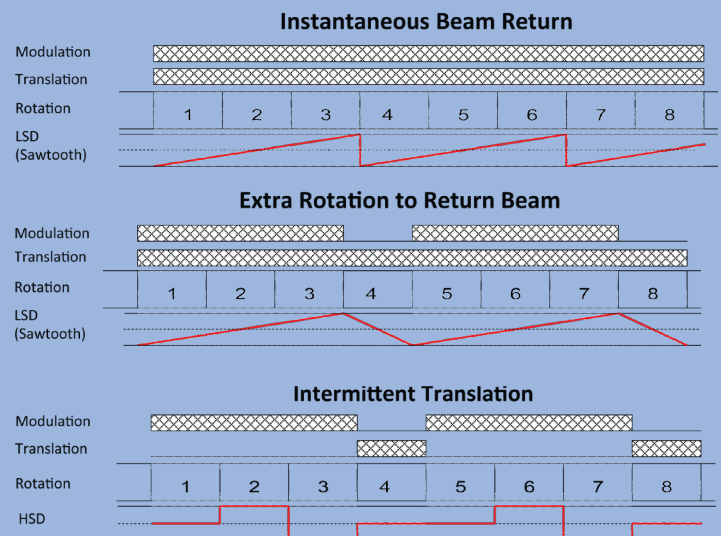 Instantaneous Beam Return
Modulation
Translation
Rotation 1 2 3 4 5 6 7 8
LSD
(Sawtooth)
Extra Rotation to Return Beam
Modulation
Translation
Rotation 1 2 3 4 5 6 7 8
LSD
(Sawtooth)
Intermittent Translation
Modulation
Translation
Rotation 1 2 3 4 5 6 7 8
HSD